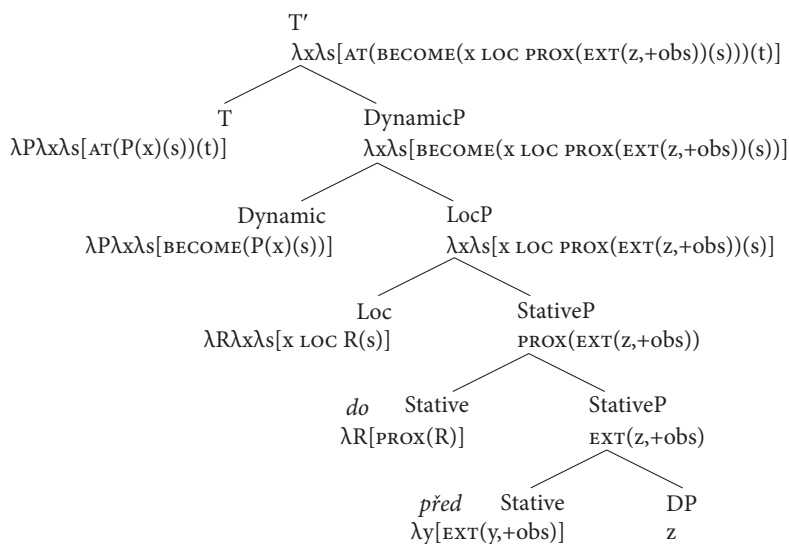 T′
λxλs[AT(BECOME(x LOC PROX(EXT(z,+obs))(s)))(t)]
T DynamicP
λPλxλs[AT(P(x)(s))(t)] λxλs[BECOME(x LOC PROX(EXT(z,+obs))(s))]
Dynamic LocP
λPλxλs[BECOME(P(x)(s))] λxλs[x LOC PROX(EXT(z,+obs))(s)]
Loc StativeP
λRλxλs[x LOC R(s)] PROX(EXT(z,+obs))
do Stative StativeP
λR[PROX(R)] EXT(z,+obs)
před Stative DP
λy[EXT(y,+obs)] z